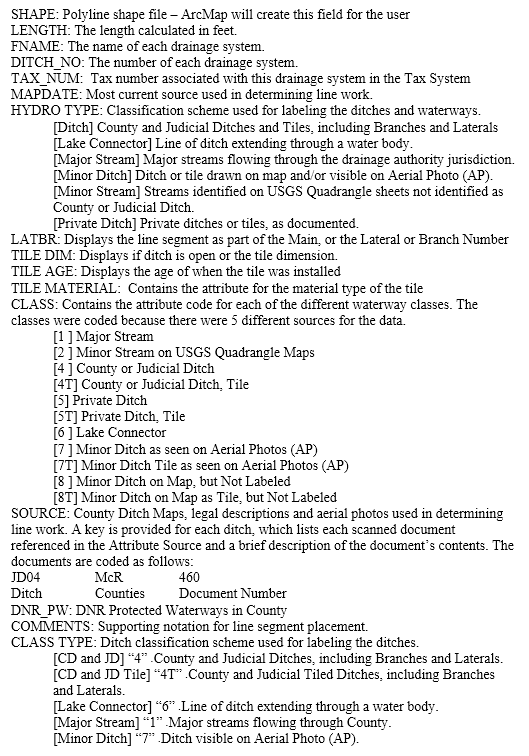 SHAPE: Polyline shape file – ArcMap will create this field for the user
LENGTH: The length calculated in feet.
FNAME: The name of each drainage system.
DITCH_NO: The number of each drainage system.
TAX_NUM:  Tax number associated with this drainage system in the Tax System
MAPDATE: Most current source used in determining line work.
HYDRO TYPE: Classification scheme used for labeling the ditches and waterways.
[Ditch] County and Judicial Ditches and Tiles, including Branches and Laterals
[Lake Connector] Line of ditch extending through a water body.
[Major Stream] Major streams flowing through the drainage authority jurisdiction.
[Minor Ditch] Ditch or tile drawn on map and/or visible on Aerial Photo (AP).
[Minor Stream] Streams identified on USGS Quadrangle sheets not identified as
County or Judicial Ditch.
[Private Ditch] Private ditches or tiles, as documented.
LATBR: Displays the line segment as part of the Main, or the Lateral or Branch Number
TILE DIM: Displays if ditch is open or the tile dimension.
TILE AGE: Displays the age of when the tile was installed
TILE MATERIAL:  Contains the attribute for the material type of the tile
CLASS: Contains the attribute code for each of the different waterway classes. The
classes were coded because there were 5 different sources for the data.
[1 ] Major Stream
[2 ] Minor Stream on USGS Quadrangle Maps
[4 ] County or Judicial Ditch
[4T] County or Judicial Ditch, Tile
[5] Private Ditch
[5T] Private Ditch, Tile
[6 ] Lake Connector
[7 ] Minor Ditch as seen on Aerial Photos (AP)
[7T] Minor Ditch Tile as seen on Aerial Photos (AP)
[8 ] Minor Ditch on Map, but Not Labeled
[8T] Minor Ditch on Map as Tile, but Not Labeled
SOURCE: County Ditch Maps, legal descriptions and aerial photos used in determining
line work. A key is provided for each ditch, which lists each scanned document
referenced in the Attribute Source and a brief description of the document's contents. The
documents are coded as follows:
JD04 McR 460
Ditch Counties Document Number
DNR_PW: DNR Protected Waterways in County
COMMENTS: Supporting notation for line segment placement.
CLASS TYPE: Ditch classification scheme used for labeling the ditches.
[CD and JD] “4” .County and Judicial Ditches, including Branches and Laterals.
[CD and JD Tile] “4T” .County and Judicial Tiled Ditches, including Branches
and Laterals.
[Lake Connector] “6” .Line of ditch extending through a water body.
[Major Stream] “1” .Major streams flowing through County.
[Minor Ditch] “7” .Ditch visible on Aerial Photo (AP).